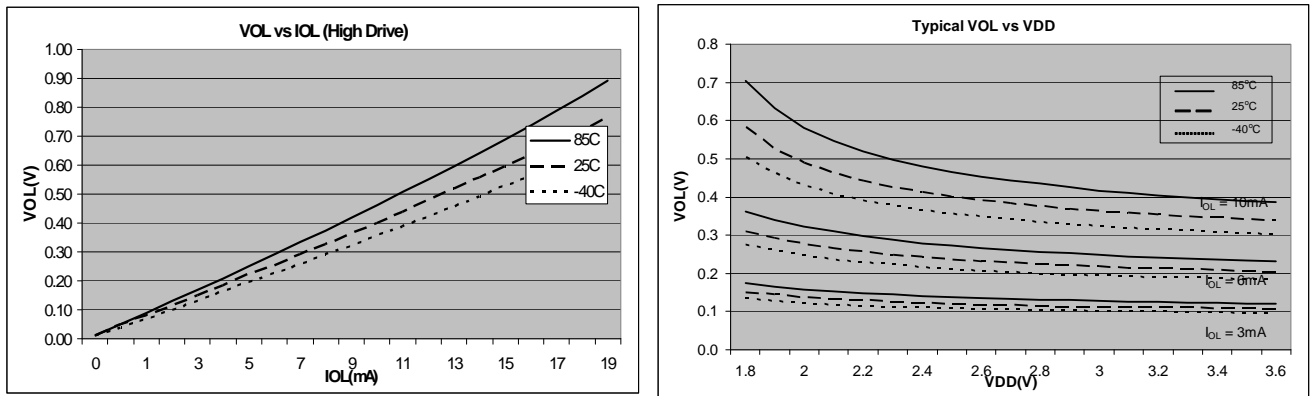 VOL vs IOL (High Drive)
1.00
0.90
0.80
0.70
0.60
0.50
0.40
0.30
0.20
0.10
0.00
VOL(V)
85C
25C
-40C
0 1 3 5 7 9 11 13 15 17 19
IOL(mA)
Typical VOL vs VDD
0.8
0.7
0.6
0.5
0.4
0.3
0.2
0.1
0.0
VOL(V)
85°C
25°C
-40°C
IOL = 10mA
IOL = 6mA
IOL = 3mA
1.8 2 2.2 2.4 2.6 2.8 3 3.2 3.4 3.6
VDD(V)